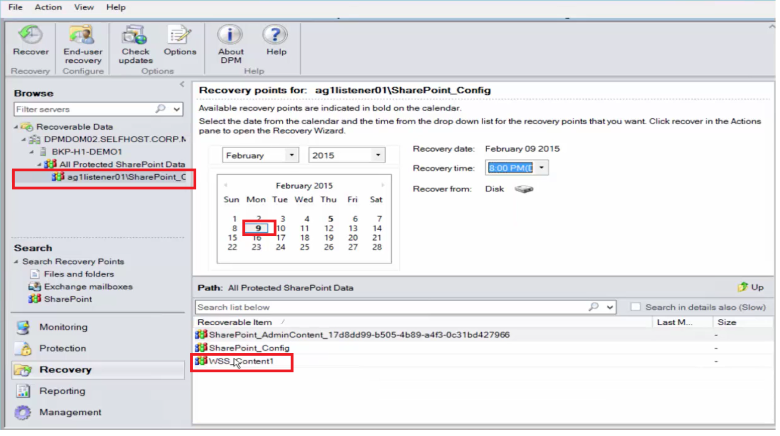 File Action View Help
Recover End-user recovery Check updates Options About DPM Help
Recovery Configure Options Help
Browse
Filter servers
Recoverable Data
DPMDOM02.SELFHOST.CORP.M
BKP-H1-DEMO1
All Protected SharePoint Data
ag1listener01\SharePoint_C
Search
Search Recovery Points
Files and folders
Exchange mailboxes
SharePoint
Monitoring
Protection
Recovery
Reporting
Management
Recovery points for: ag1listener01\SharePoint_Config
Available recovery points are indicated in bold on the calendar.
Select the date from the calendar and the time from the drop down list for the recovery points that you want. Click recover in the Actions
pane to open the Recovery Wizard.
February 2015
February 2015
Sun Mon Tue Wed Thu Fri Sat
1 2 3 4 5 6 7
8 9 10 11 12 13 14
15 16 17 18 19 20 21
22 23 24 25 26 27 28
Recovery date: February 09 2015
Recovery time: 8:00 PM(D
Recover from: Disk
Path: All Protected SharePoint Data Up
Search list below Search in details also (Slow)
Recoverable Item Last M... Size
SharePoint_AdminContent_17d8dd99-b505-4b89-a4f3-0c31bd427966 -
SharePoint_Config -
WSS_Content1 -